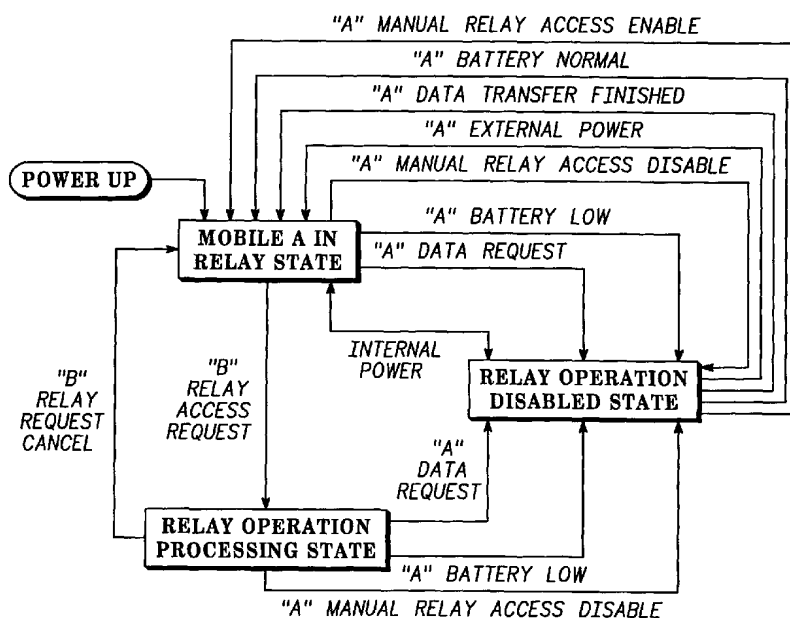 "A" MANUAL RELAY ACCESS ENABLE
"A" BATTERY NORMAL
"A" DATA TRANSFER FINISHED
"A" EXTERNAL POWER
"A" MANUAL RELAY ACCESS DISABLE
POWER UP
"A" BATTERY LOW
MOBILE A IN
RELAY STATE
"A" DATA REQUEST
INTERNAL
POWER
"B"
RELAY
REQUEST
CANCEL
"B"
RELAY
ACCESS
REQUEST
RELAY OPERATION
DISABLED STATE
"A"
DATA
REQUEST
RELAY OPERATION
PROCESSING STATE
"A" BATTERY LOW
"A" MANUAL RELAY ACCESS DISABLE